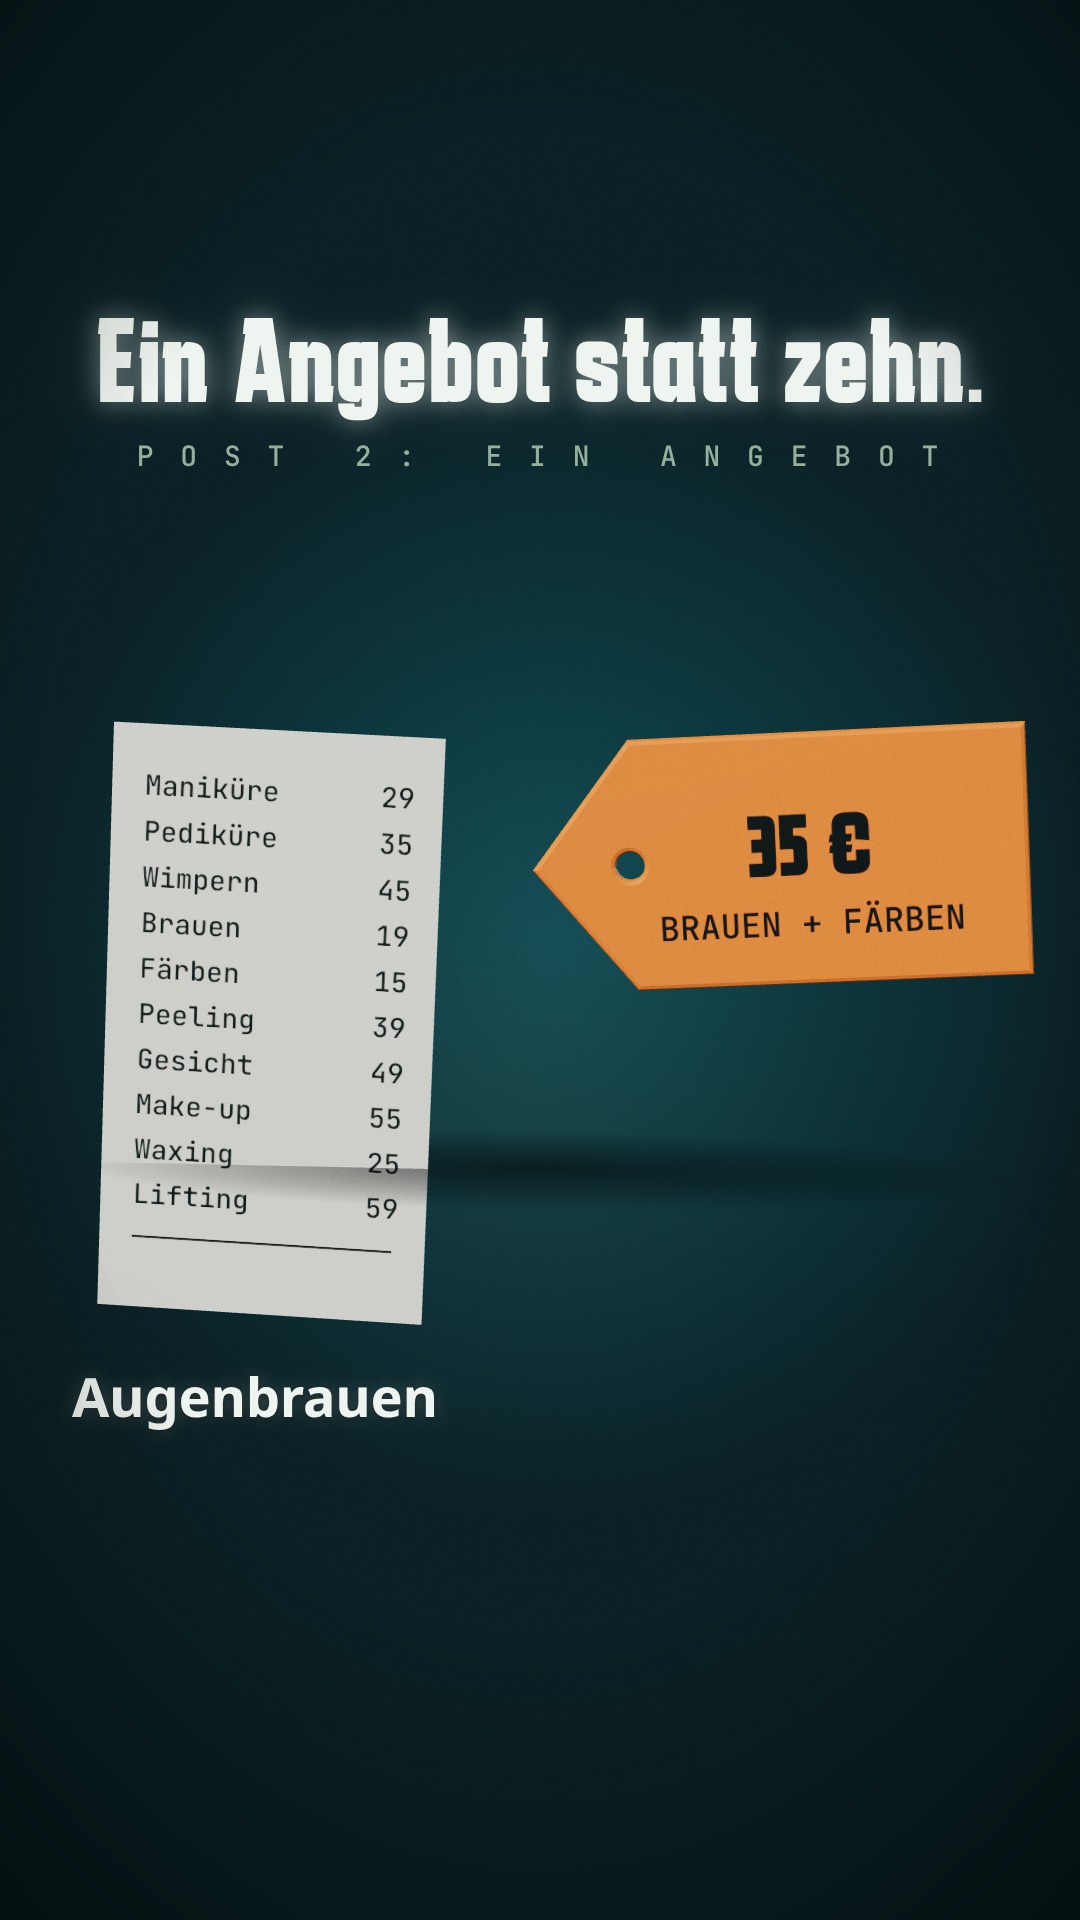 Ein Angebot statt zehn.
POST 2: EIN ANGEBOT
Maniküre 29
Pediküre 35
Wimpern 45
Brauen 19
Färben 15
Peeling 39
Gesicht 49
Make-up 55
Waxing 25
Lifting 59
35 €
BRAUEN + FÄRBEN
Augenbrauen